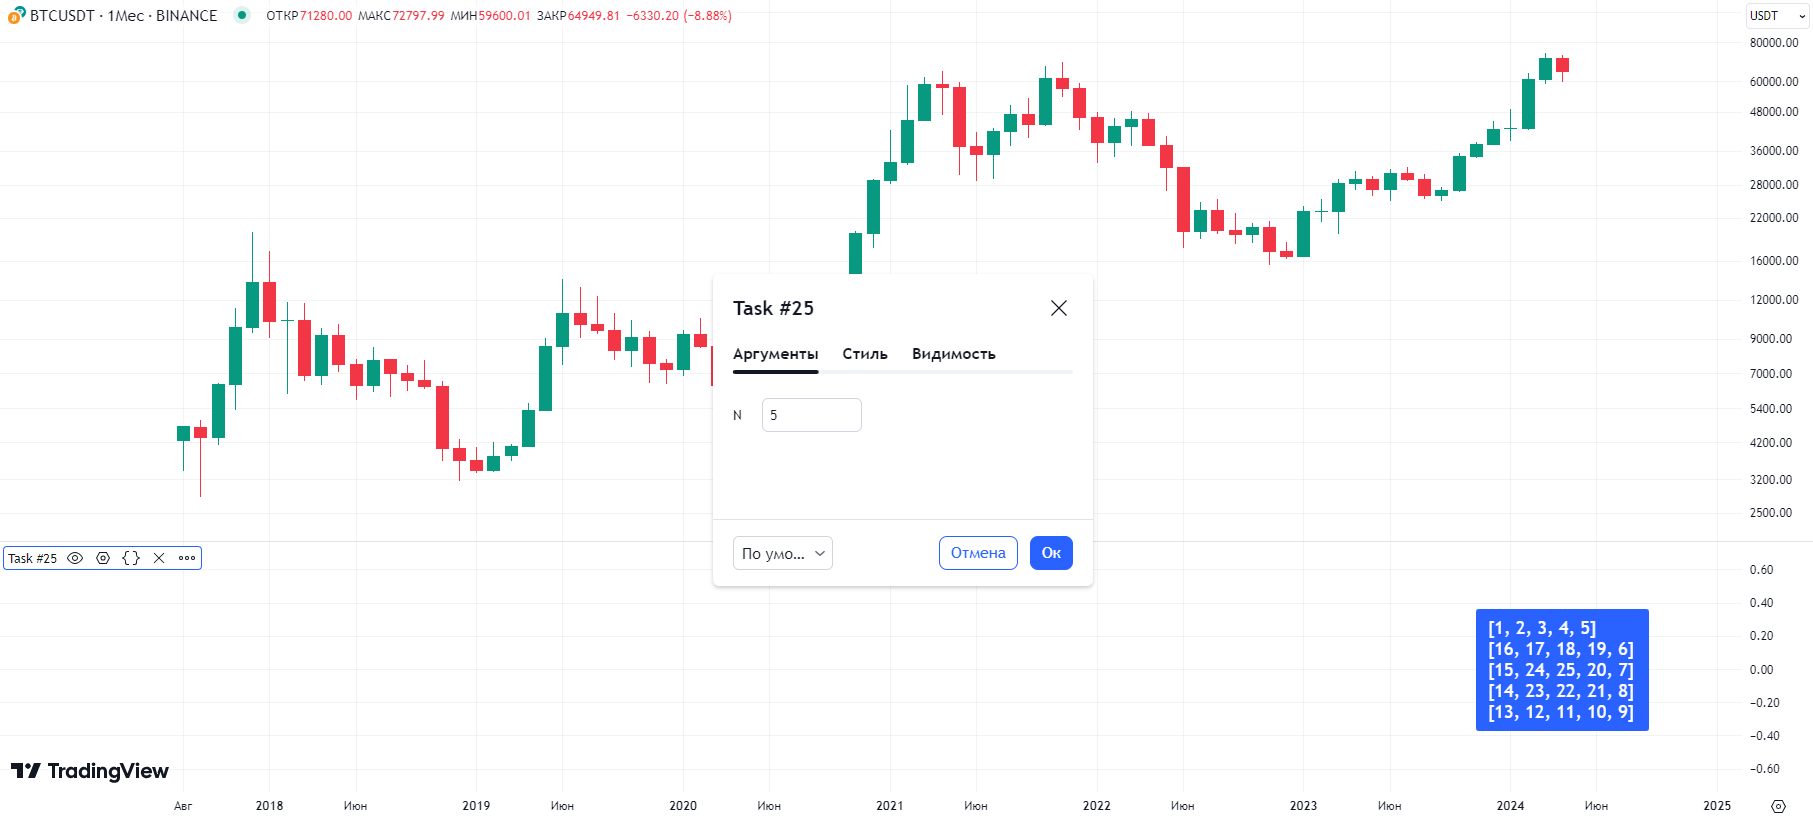 BTCUSDT · 1Мес · BINANCE ОТКР71280.00 МАКС72797.99 МИН59600.01 ЗАКР64949.81 −6330.20 (−8.88%)
USDT
80000.00
60000.00
48000.00
36000.00
28000.00
22000.00
16000.00
12000.00
9000.00
7000.00
5400.00
4200.00
3200.00
2500.00
Task #25
Аргументы Стиль Видимость
N 5
По умо... Отмена Ок
Task #25
0.60
0.40
0.20
0.00
−0.20
−0.40
−0.60
[1, 2, 3, 4, 5]
[16, 17, 18, 19, 6]
[15, 24, 25, 20, 7]
[14, 23, 22, 21, 8]
[13, 12, 11, 10, 9]
TradingView
Авг 2018 Июн 2019 Июн 2020 Июн 2021 Июн 2022 Июн 2023 Июн 2024 Июн 2025